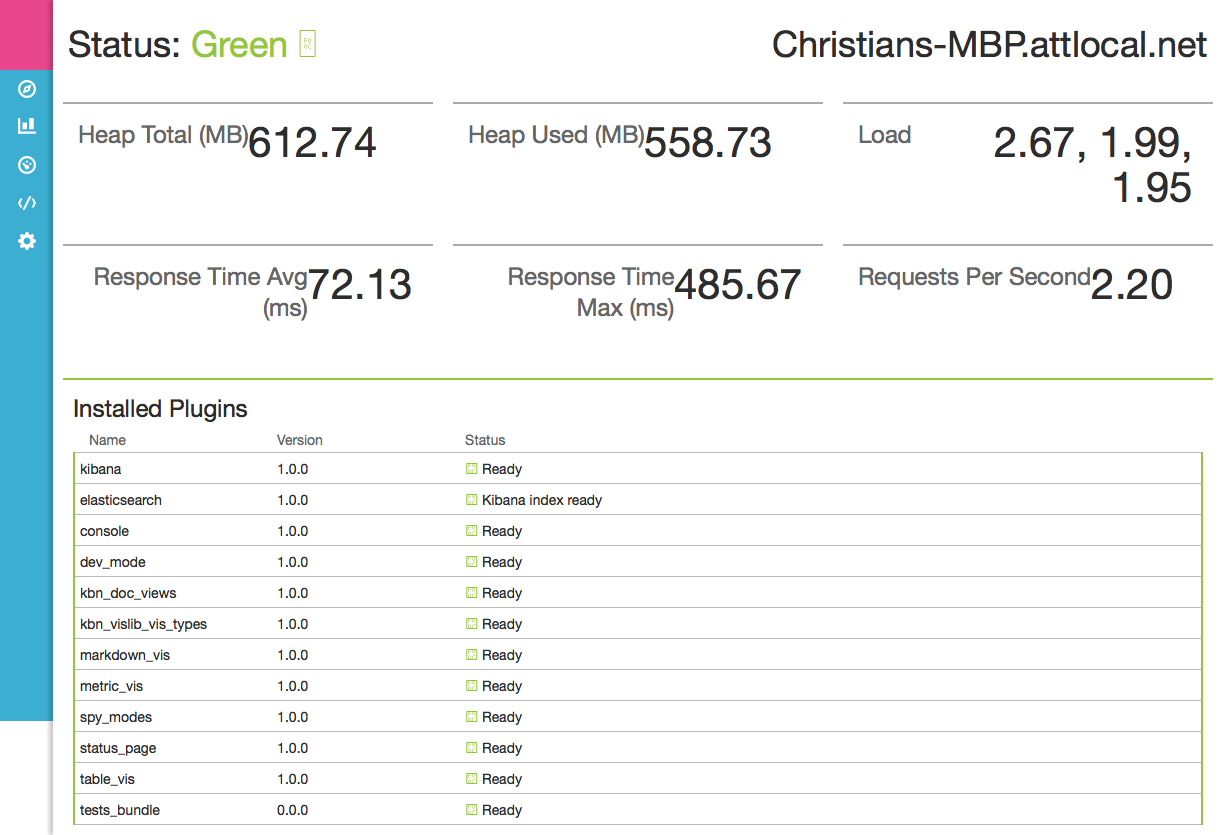 Status: Green
Christians-MBP.attlocal.net
Heap Total (MB) 612.74
Heap Used (MB) 558.73
Load 2.67, 1.99,
1.95
Response Time Avg 72.13
(ms)
Response Time 485.67
Max (ms)
Requests Per Second 2.20
Installed Plugins
Name Version Status
kibana 1.0.0 Ready
elasticsearch 1.0.0 Kibana index ready
console 1.0.0 Ready
dev_mode 1.0.0 Ready
kbn_doc_views 1.0.0 Ready
kbn_vislib_vis_types 1.0.0 Ready
markdown_vis 1.0.0 Ready
metric_vis 1.0.0 Ready
spy_modes 1.0.0 Ready
status_page 1.0.0 Ready
table_vis 1.0.0 Ready
tests_bundle 0.0.0 Ready